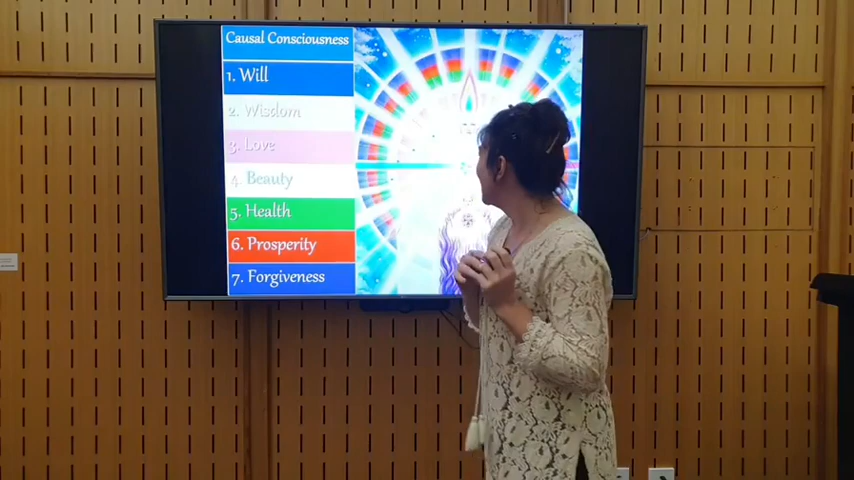 Causal Consciousness
1. Will
2. Wisdom
3. Love
4. Beauty
5. Health
6. Prosperity
7. Forgiveness